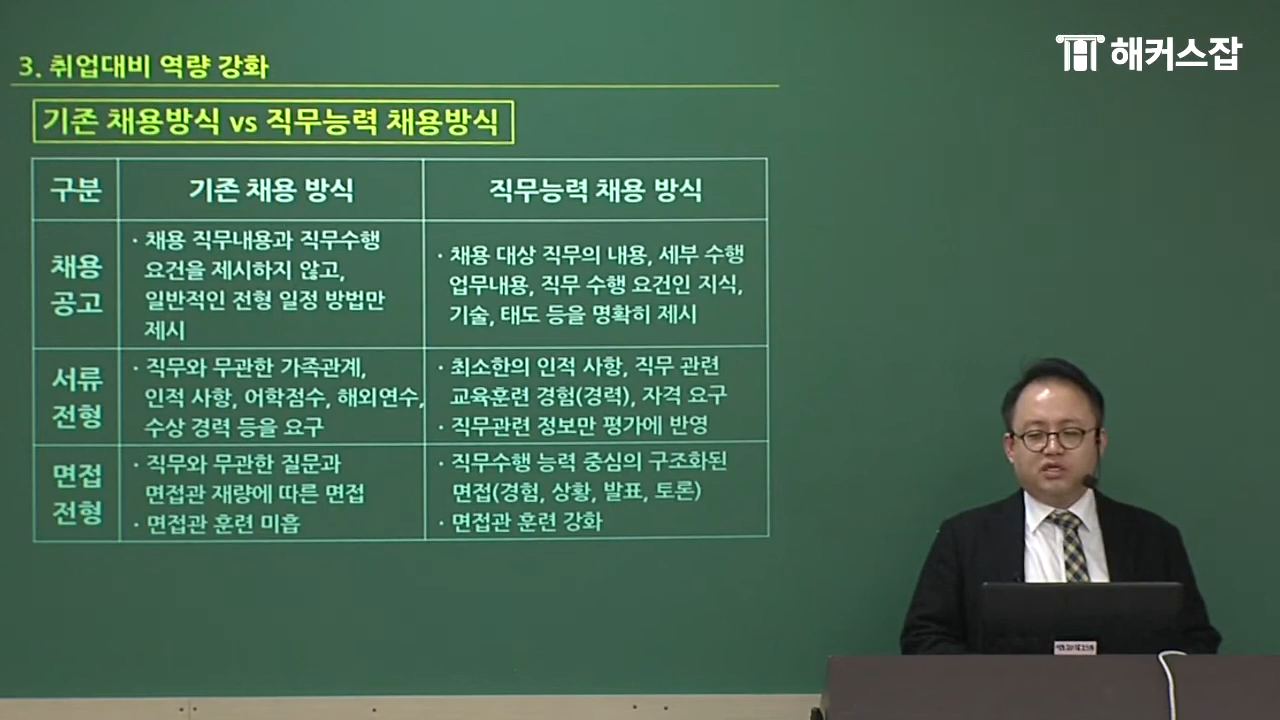 해커스잡
3. 취업대비 역량 강화
기존 채용방식 vs 직무능력 채용방식
구분
기존 채용 방식
직무능력 채용 방식
채용
공고
· 채용 직무내용과 직무수행
요건을 제시하지 않고,
일반적인 전형 일정 방법만
제시
· 채용 대상 직무의 내용, 세부 수행
업무내용, 직무 수행 요건인 지식,
기술, 태도 등을 명확히 제시
서류
전형
· 직무와 무관한 가족관계,
인적 사항, 어학점수, 해외연수,
수상 경력 등을 요구
· 최소한의 인적 사항, 직무 관련
교육훈련 경험(경력), 자격 요구
· 직무관련 정보만 평가에 반영
면접
전형
· 직무와 무관한 질문과
면접관 재량에 따른 면접
· 면접관 훈련 미흡
· 직무수행 능력 중심의 구조화된
면접(경험, 상황, 발표, 토론)
· 면접관 훈련 강화